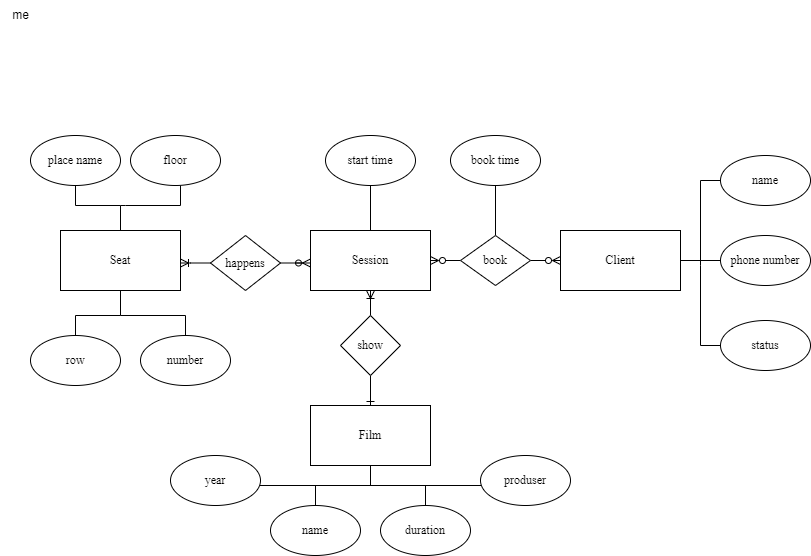 me
place name
floor
start time
book time
name
Seat
happens
Session
book
Client
phone number
row
number
show
status
Film
year
produser
name
duration